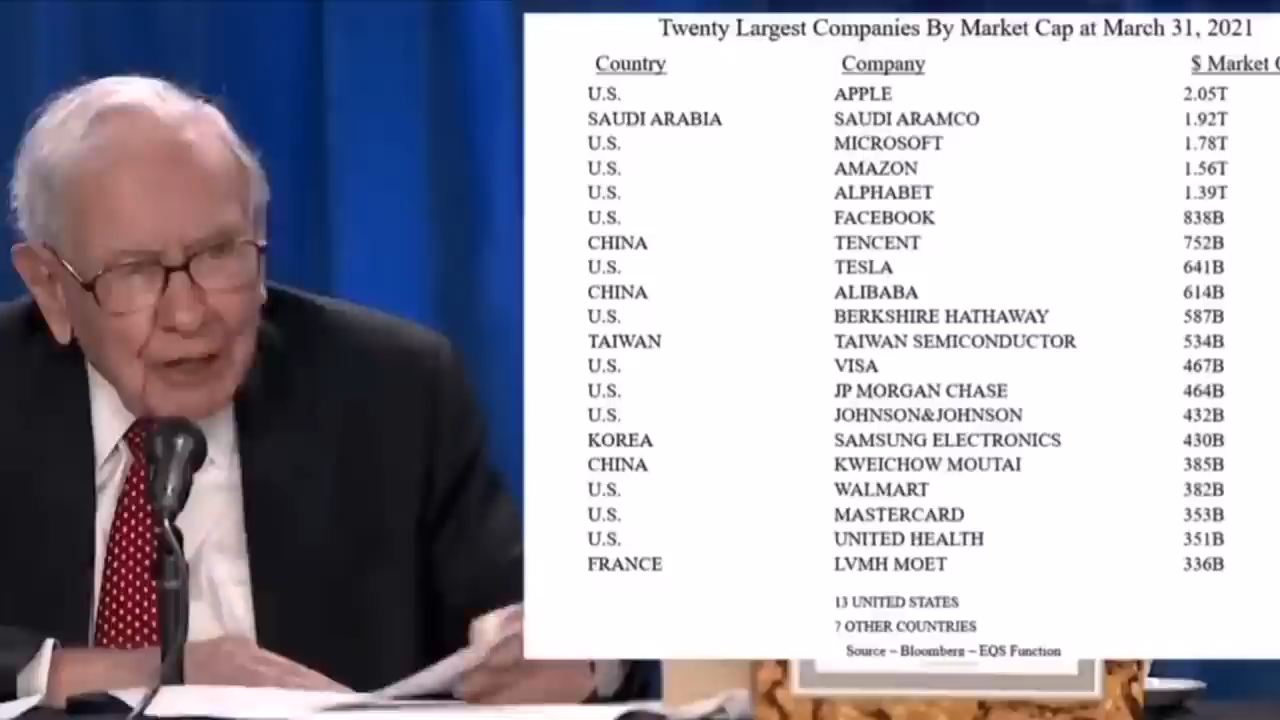 Twenty Largest Companies By Market Cap at March 31, 2021
Country Company $ Market
U.S. APPLE 2.05T
SAUDI ARABIA SAUDI ARAMCO 1.92T
U.S. MICROSOFT 1.78T
U.S. AMAZON 1.56T
U.S. ALPHABET 1.39T
U.S. FACEBOOK 838B
CHINA TENCENT 752B
U.S. TESLA 641B
CHINA ALIBABA 614B
U.S. BERKSHIRE HATHAWAY 587B
TAIWAN TAIWAN SEMICONDUCTOR 534B
U.S. VISA 467B
U.S. JP MORGAN CHASE 464B
U.S. JOHNSON&JOHNSON 432B
KOREA SAMSUNG ELECTRONICS 430B
CHINA KWEICHOW MOUTAI 385B
U.S. WALMART 382B
U.S. MASTERCARD 353B
U.S. UNITED HEALTH 351B
FRANCE LVMH MOET 336B
13 UNITED STATES
7 OTHER COUNTRIES
Source – Bloomberg – EQS Function